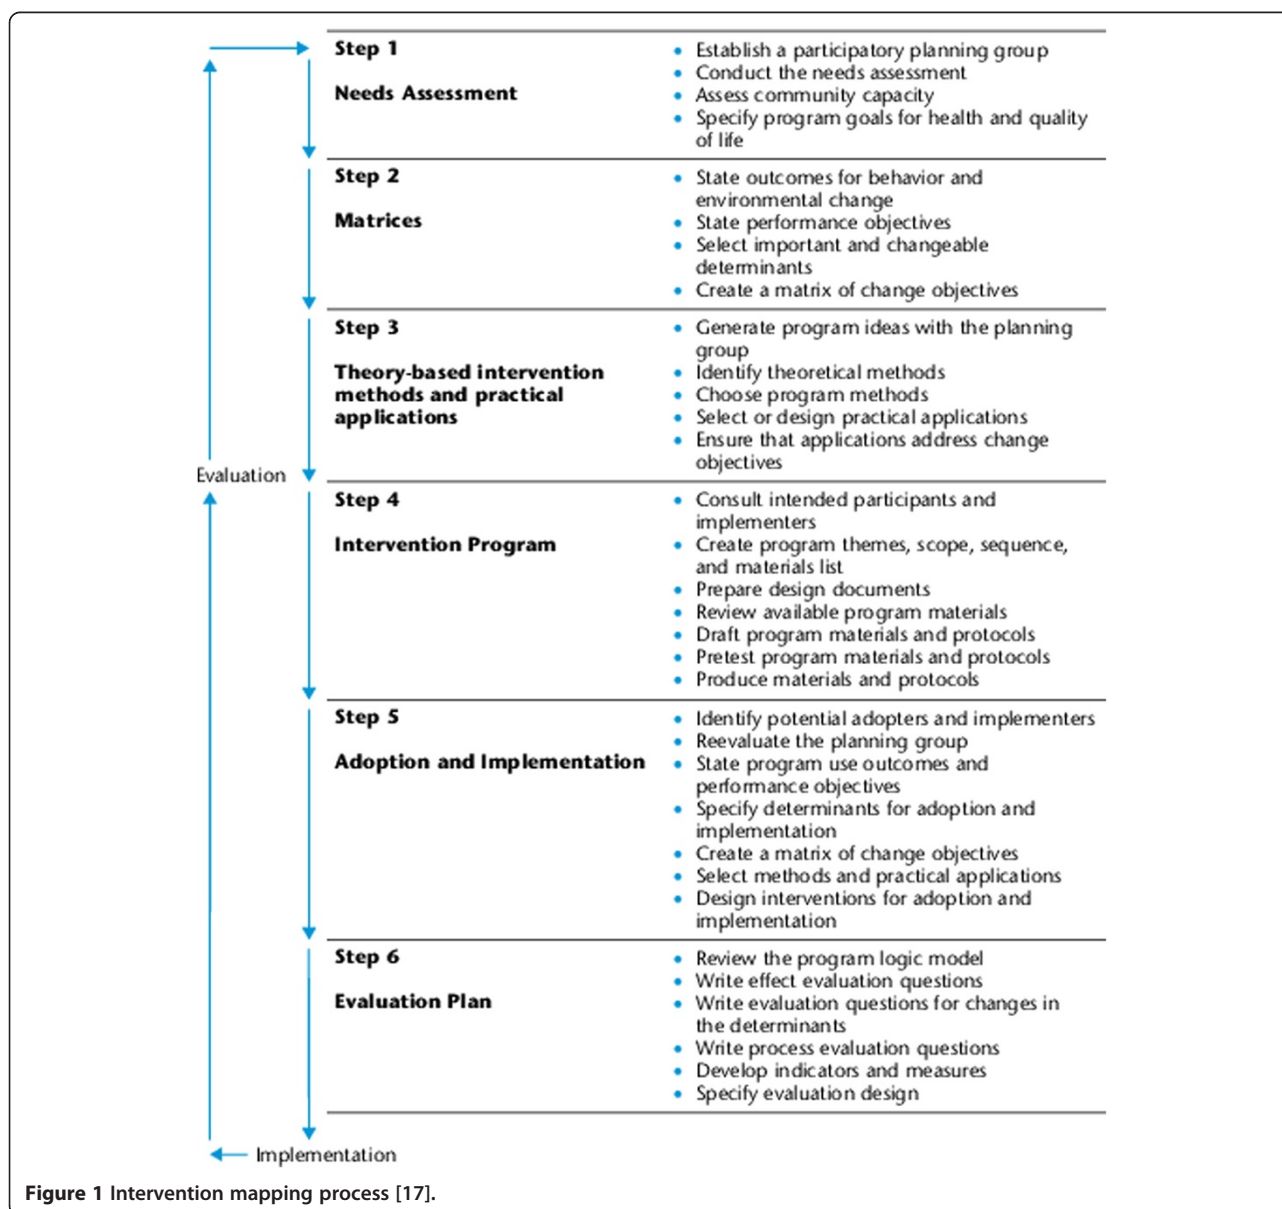 Step 1
Needs Assessment
• Establish a participatory planning group
• Conduct the needs assessment
• Assess community capacity
• Specify program goals for health and quality
of life
Step 2
Matrices
• State outcomes for behavior and
environmental change
• State performance objectives
• Select important and changeable
determinants
• Create a matrix of change objectives
Step 3
Theory-based intervention
methods and practical
applications
• Generate program ideas with the planning
group
• Identify theoretical methods
• Choose program methods
• Select or design practical applications
• Ensure that applications address change
objectives
Evaluation
Step 4
Intervention Program
• Consult intended participants and
implementers
• Create program themes, scope, sequence,
and materials list
• Prepare design documents
• Review available program materials
• Draft program materials and protocols
• Pretest program materials and protocols
• Produce materials and protocols
Step 5
Adoption and Implementation
• Identify potential adopters and implementers
• Reevaluate the planning group
• State program use outcomes and
performance objectives
• Specify determinants for adoption and
implementation
• Create a matrix of change objectives
• Select methods and practical applications
• Design interventions for adoption and
implementation
Step 6
Evaluation Plan
• Review the program logic model
• Write effect evaluation questions
• Write evaluation questions for changes in
the determinants
• Write process evaluation questions
• Develop indicators and measures
• Specify evaluation design
Implementation
Figure 1 Intervention mapping process [17].